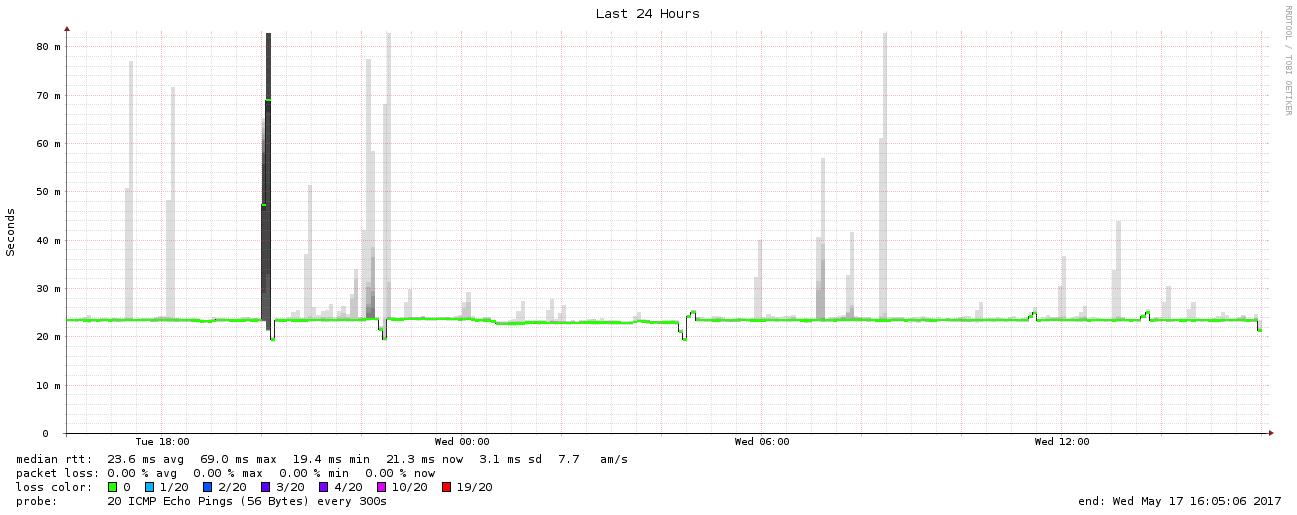 Last 24 Hours
RRDTOOL / TOBI OETIKER
Seconds
80 m
70 m
60 m
50 m
40 m
30 m
20 m
10 m
0
Tue 18:00 Wed 00:00 Wed 06:00 Wed 12:00
median rtt: 23.6 ms avg 69.0 ms max 19.4 ms min 21.3 ms now 3.1 ms sd 7.7 am/s
packet loss: 0.00 % avg 0.00 % max 0.00 % min 0.00 % now
loss color: 0 1/20 2/20 3/20 4/20 10/20 19/20
probe: 20 ICMP Echo Pings (56 Bytes) every 300s end: Wed May 17 16:05:06 2017